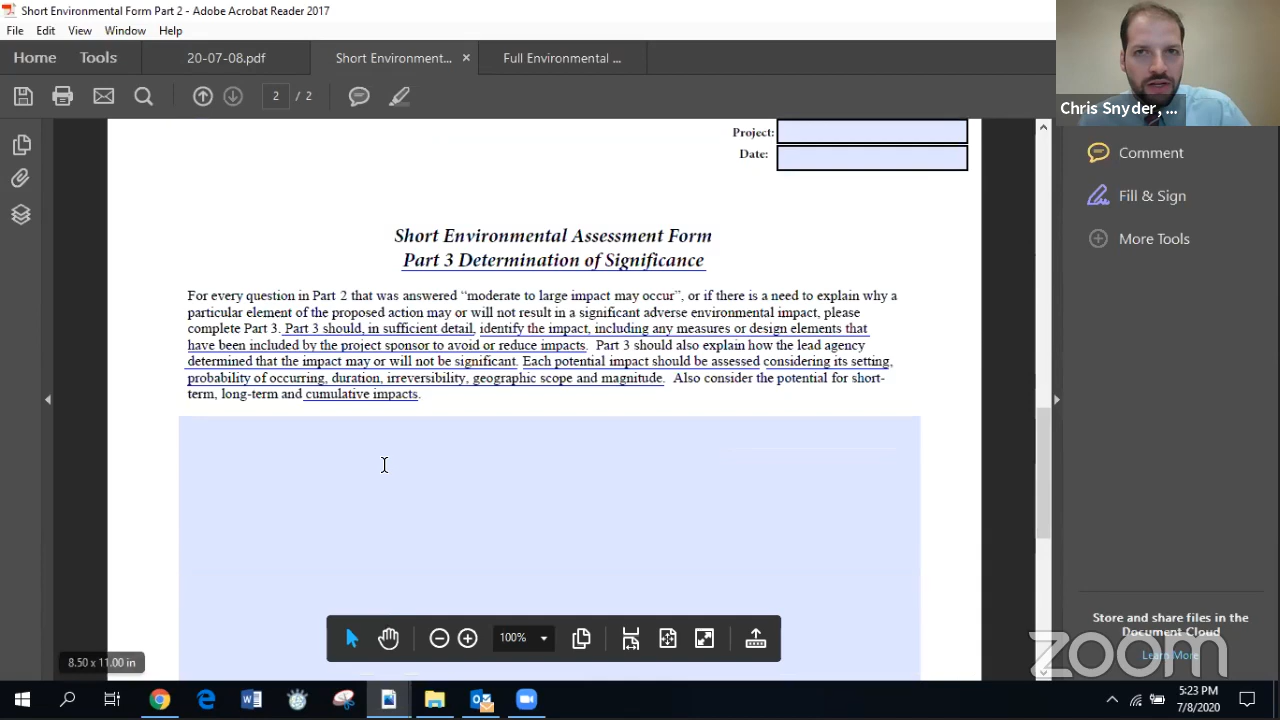 Short Environmental Form Part 2 - Adobe Acrobat Reader 2017
File Edit View Window Help
Home Tools 20-07-08.pdf Short Environment... × Full Environmental ...
2 / 2
Chris Snyder, ...
Project:
Date:
Comment
Fill & Sign
More Tools
Short Environmental Assessment Form
Part 3 Determination of Significance
For every question in Part 2 that was answered “moderate to large impact may occur”, or if there is a need to explain why a
particular element of the proposed action may or will not result in a significant adverse environmental impact, please
complete Part 3. Part 3 should, in sufficient detail, identify the impact, including any measures or design elements that
have been included by the project sponsor to avoid or reduce impacts. Part 3 should also explain how the lead agency
determined that the impact may or will not be significant. Each potential impact should be assessed considering its setting,
probability of occurring, duration, irreversibility, geographic scope and magnitude. Also consider the potential for short-
term, long-term and cumulative impacts.
100%
Store and share files in the
Document Cloud
Learn More
zoom
8.50 x 11.00 in
5:23 PM
7/8/2020